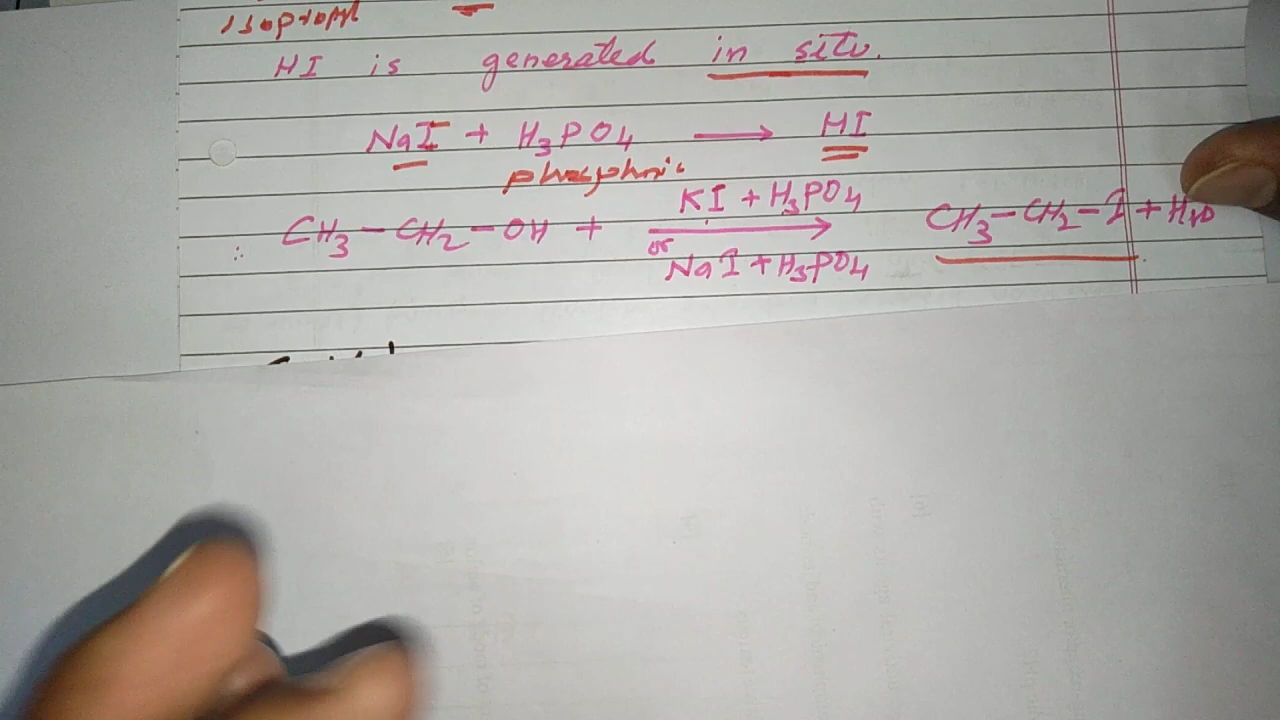 isopropyl
HI is generated in situ.
NaI + H3PO4 → HI
phosphoric
KI + H3PO4
∴ CH3-CH2-OH + → CH3-CH2-I + H2O
or
NaI + H3PO4